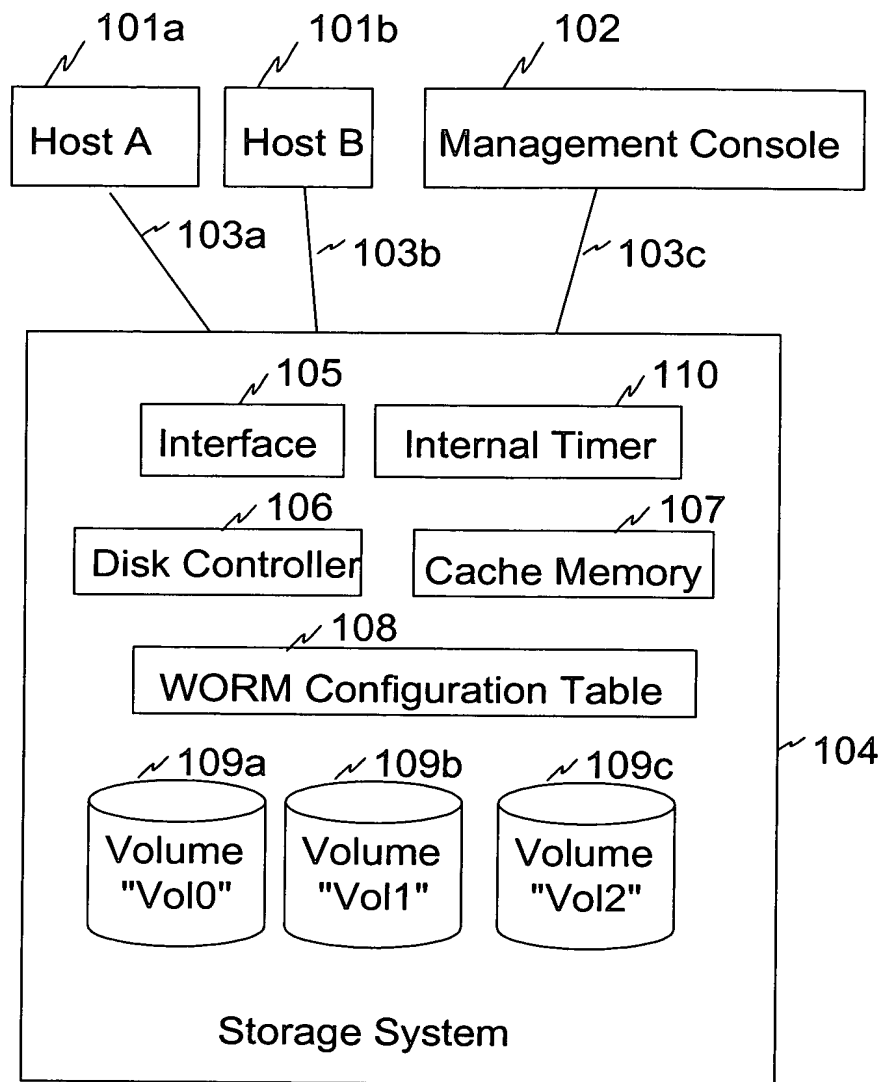 101a
101b
102
Host A
Host B
Management Console
103a
103b
103c
105
110
Interface
Internal Timer
106
107
Disk Controller
Cache Memory
108
WORM Configuration Table
104
109a
109b
109c
Volume
"Vol0"
Volume
"Vol1"
Volume
"Vol2"
Storage System